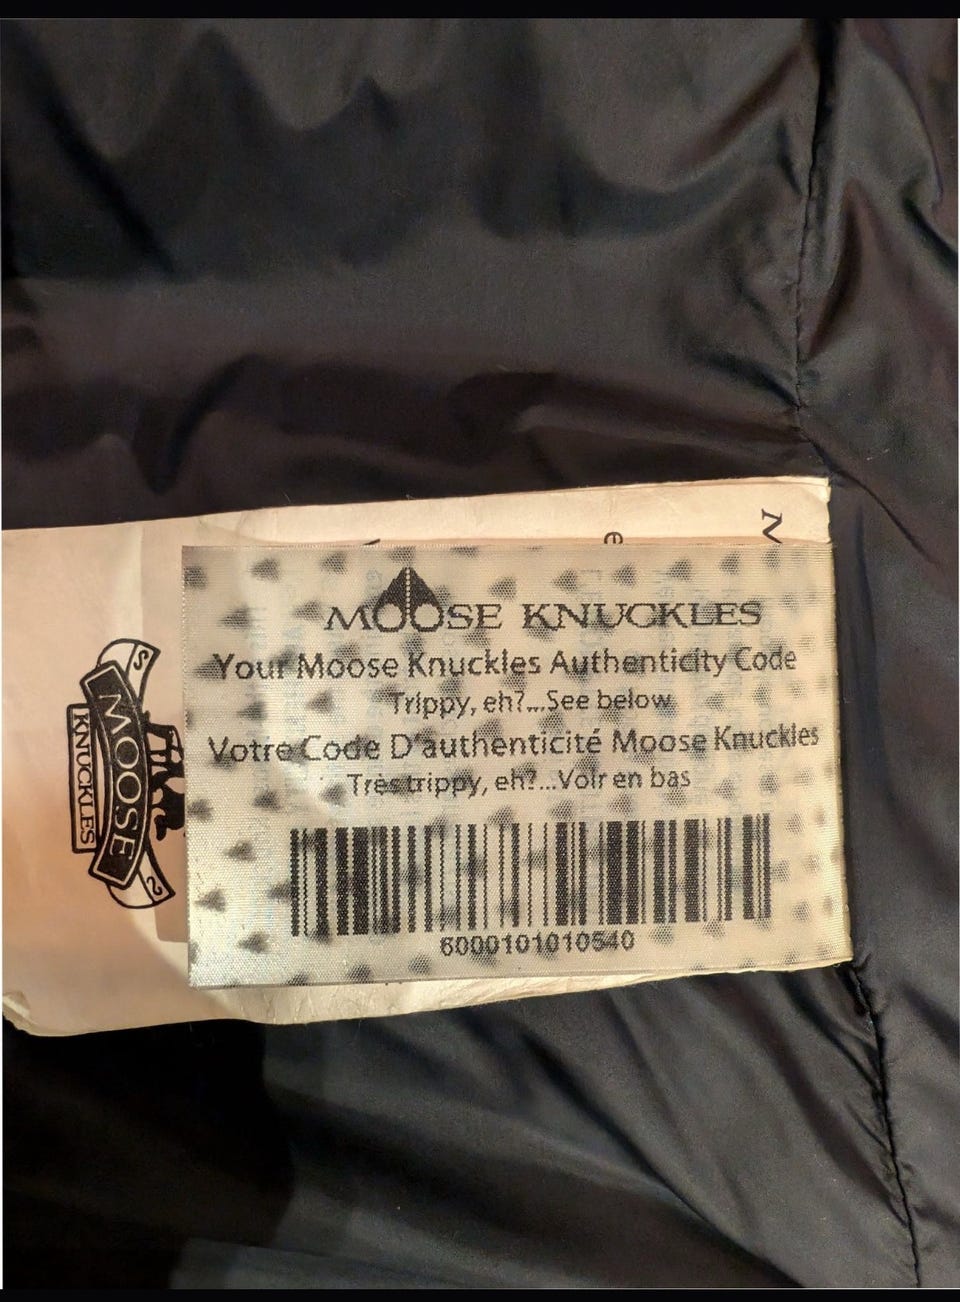 MOOSE KNUCKLES
Your Moose Knuckles Authenticity Code
Trippy, eh?...See below
Votre Code D'authenticité Moose Knuckles
Très trippy, eh?...Voir en bas
6000101010540
MOOSE
KNUCKLES